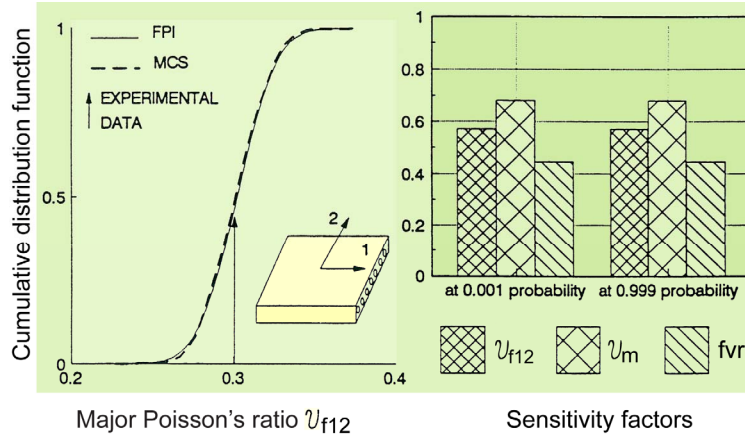 Cumulative distribution function
1
0.5
0
FPI
MCS
EXPERIMENTAL
DATA
2
1
0.2
0.3
0.4
Major Poisson's ratio υf12
1
0.8
0.6
0.4
0.2
0
at 0.001 probability
at 0.999 probability
υf12
υm
fvr
Sensitivity factors